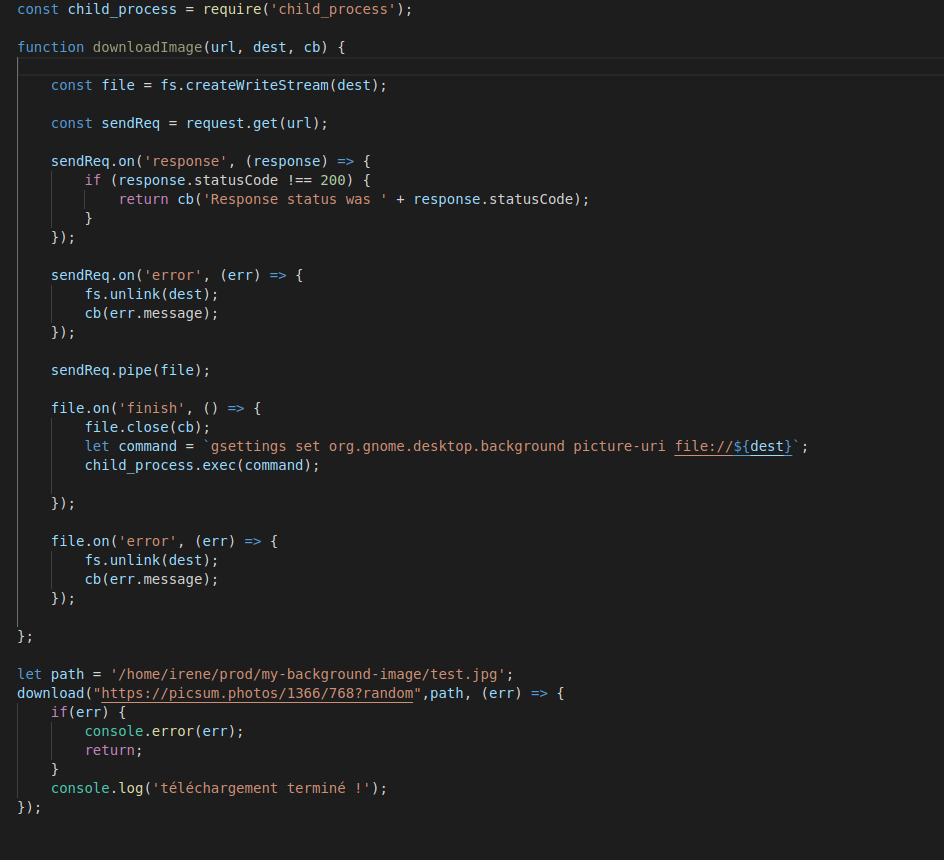 const child_process = require('child_process');
function downloadImage(url, dest, cb) {
const file = fs.createWriteStream(dest);
const sendReq = request.get(url);
sendReq.on('response', (response) => {
if (response.statusCode !== 200) {
return cb('Response status was ' + response.statusCode);
}
});
sendReq.on('error', (err) => {
fs.unlink(dest);
cb(err.message);
});
sendReq.pipe(file);
file.on('finish', () => {
file.close(cb);
let command = `gsettings set org.gnome.desktop.background picture-uri file://${dest}`;
child_process.exec(command);
});
file.on('error', (err) => {
fs.unlink(dest);
cb(err.message);
});
};
let path = '/home/irene/prod/my-background-image/test.jpg';
download("https://picsum.photos/1366/768?random",path, (err) => {
if(err) {
console.error(err);
return;
}
console.log('téléchargement terminé !');
});